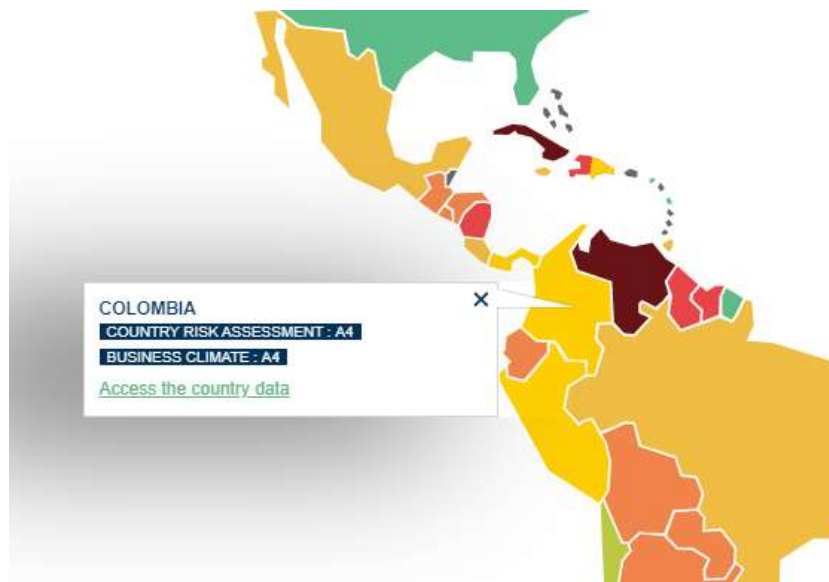 COLOMBIA
COUNTRY RISK ASSESSMENT : A4
BUSINESS CLIMATE : A4
Access the country data